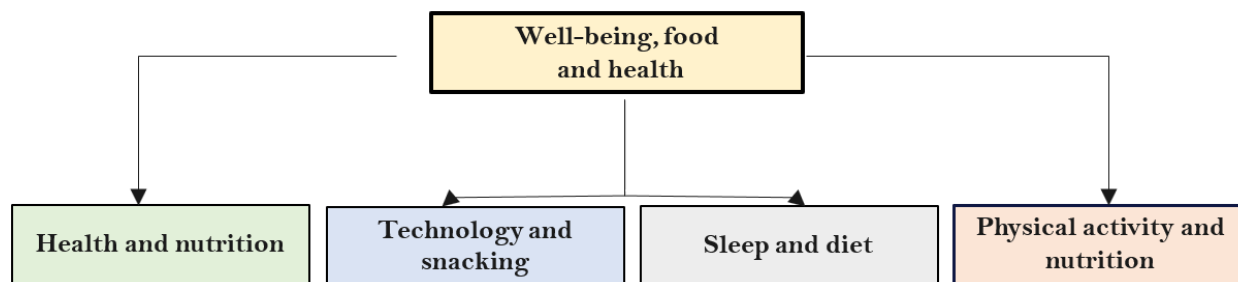 Well-being, food
and health
Health and nutrition
Technology and
snacking
Sleep and diet
Physical activity and
nutrition